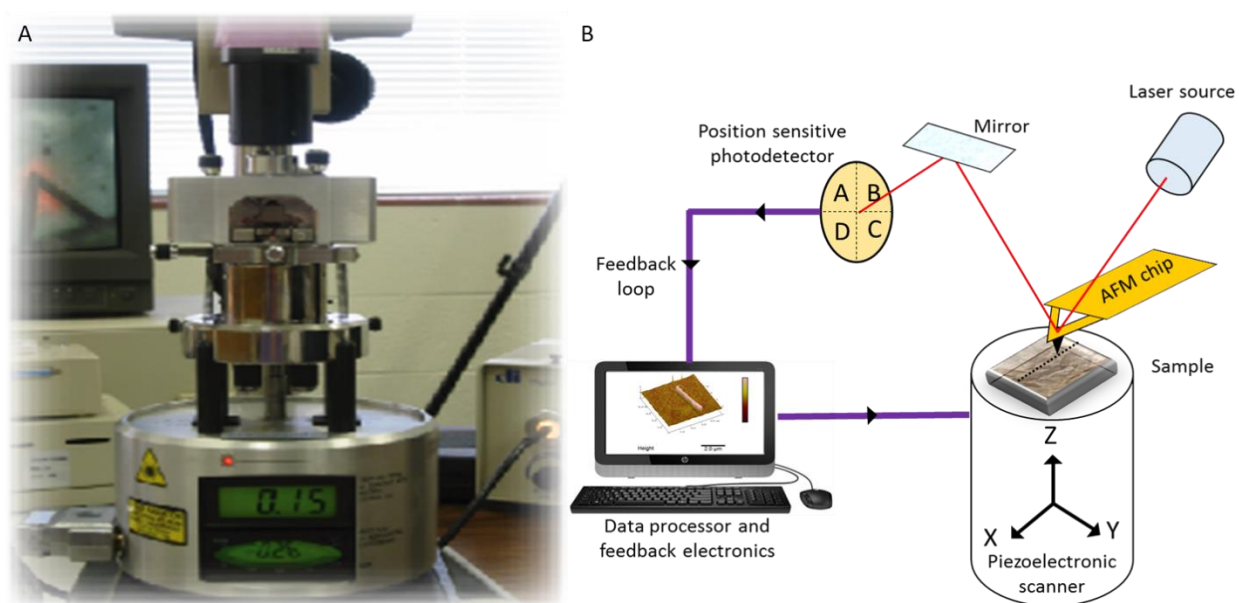 A
0.15
-0.26
B
Laser source
Mirror
Position sensitive
photodetector
A B
D C
Feedback
loop
AFM chip
Sample
Height
2.0 µm
Z
X Y
Data processor and
feedback electronics
Piezoelectronic
scanner